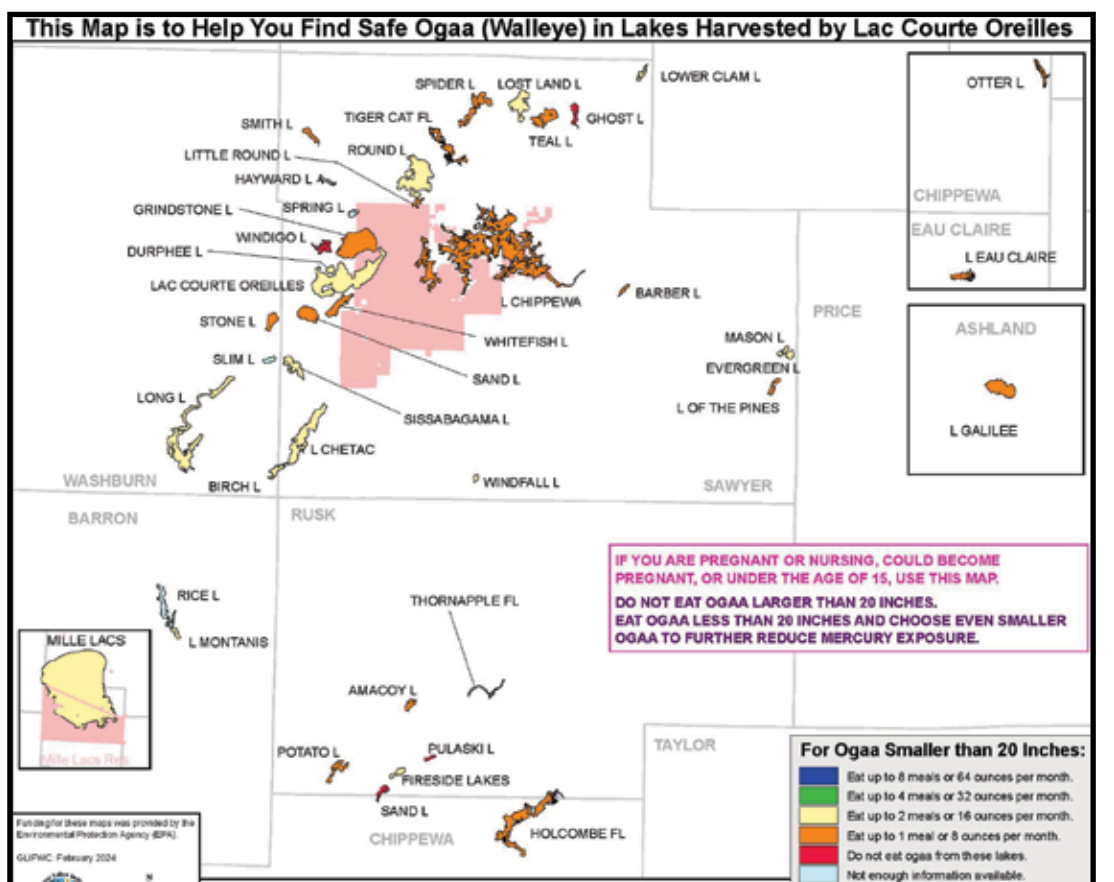 This Map is to Help You Find Safe Ogaa (Walleye) in Lakes Harvested by Lac Courte Oreilles
LOWER CLAM L
OTTER L
SPIDER L
LOST LAND L
GHOST L
SMITH L
TIGER CAT FL
TEAL L
LITTLE ROUND L
ROUND L
HAYWARD L
CHIPPEWA
GRINDSTONE L
SPRING L
EAU CLAIRE
WINDIGO L
DURPHEE L
L EAU CLAIRE
LAC COURTE OREILLES
L CHIPPEWA
BARBER L
PRICE
STONE L
ASHLAND
WHITEFISH L
MASON L
SLIM L
EVERGREEN L
SAND L
LONG L
L OF THE PINES
SISSABAGAMA L
L GALILEE
L CHETAC
WASHBURN
BIRCH L
WINDFALL L
SAWYER
BARRON
RUSK
IF YOU ARE PREGNANT OR NURSING, COULD BECOME
PREGNANT, OR UNDER THE AGE OF 15, USE THIS MAP.
DO NOT EAT OGAA LARGER THAN 20 INCHES.
EAT OGAA LESS THAN 20 INCHES AND CHOOSE EVEN SMALLER
OGAA TO FURTHER REDUCE MERCURY EXPOSURE.
RICE L
THORNAPPLE FL
L MONTANIS
MILLE LACS
Mille Lacs Res
AMACOY L
POTATO L
PULASKI L
TAYLOR
FIRESIDE LAKES
SAND L
CHIPPEWA
HOLCOMBE FL
For Ogaa Smaller than 20 Inches:
Eat up to 8 meals or 64 ounces per month.
Eat up to 4 meals or 32 ounces per month.
Eat up to 2 meals or 16 ounces per month.
Eat up to 1 meal or 8 ounces per month.
Do not eat ogaa from these lakes.
Not enough information available.
Funding for these maps was provided by the
Environmental Protection Agency (EPA).
GLIFWC: February 2024
N